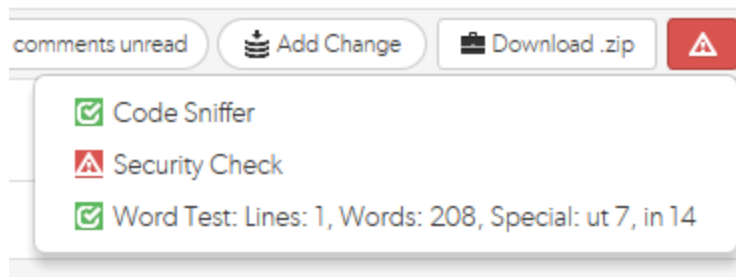 comments unread Add Change Download .zip
Code Sniffer
Security Check
Word Test: Lines: 1, Words: 208, Special: ut 7, in 14